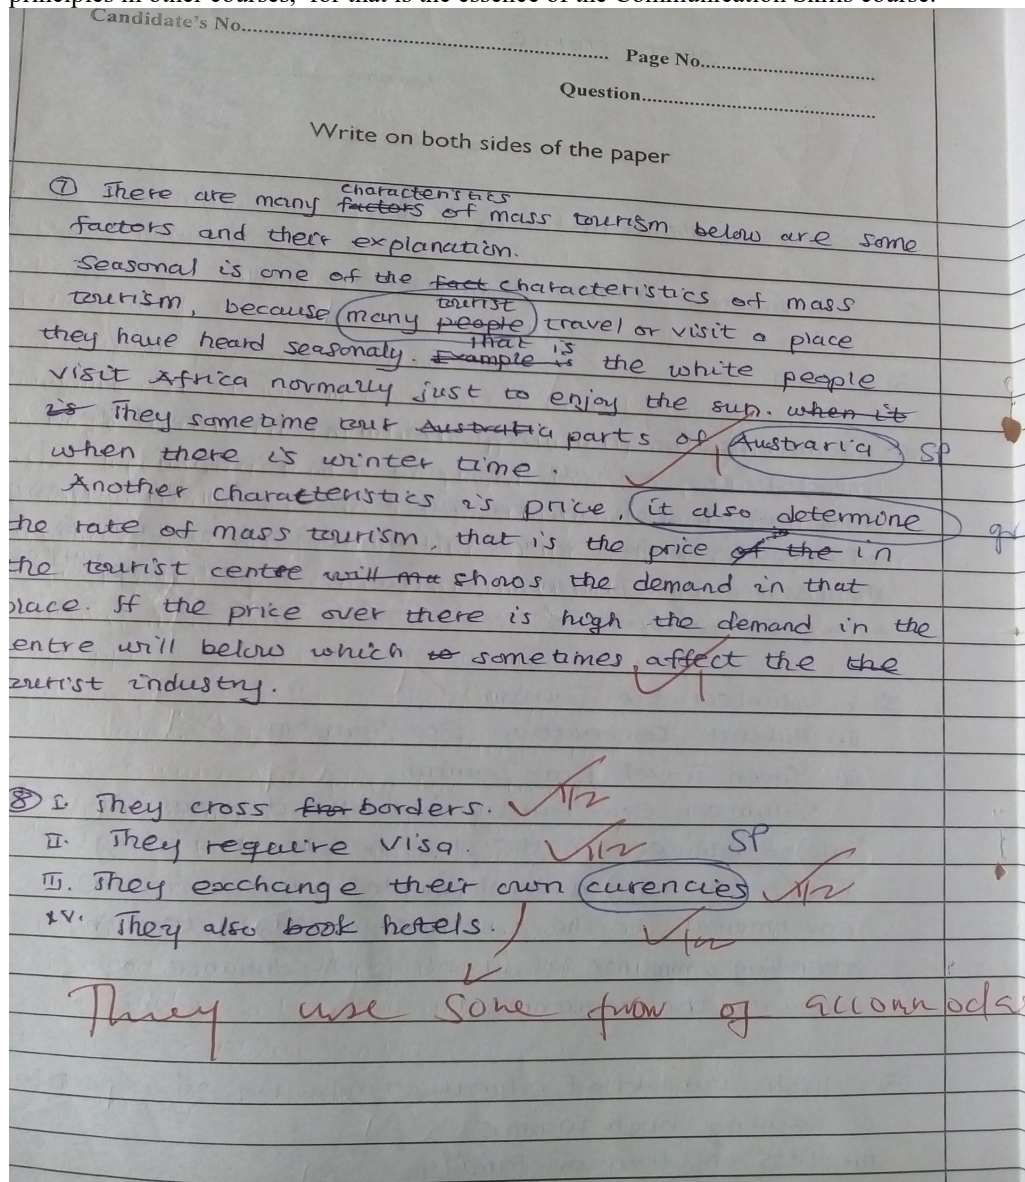 principles in other courses, for that is the essence of the Communication Skills course.
Candidate's No............ Page No............
Question............
Write on both sides of the paper
⑦ There are many factors characteristics of mass tourism below are some
factors and their explanation.
Seasonal is one of the fact characteristics of mass
tourism, because many people tourist travel or visit a place
they have heard seasonaly. Example is That is the white people
visit Africa normally just to enjoy the sun. when it
is They sometime tour Australia parts of Austraria SP
when there is winter time. 1
Another characteristics is price, it also determine
the rate of mass tourism, that is the price of the in gr
the tourist centre will shows the demand in that
place. If the price over there is high the demand in the
entre will below which to sometimes affect the the
tourist industry. 1
⑧ I. They cross borders. 1/2
II. They require Visa. 1/2 SP
III. They exchange their own curencies 1/2
IV. They also book hotels. 1/2
They use some of accommoda